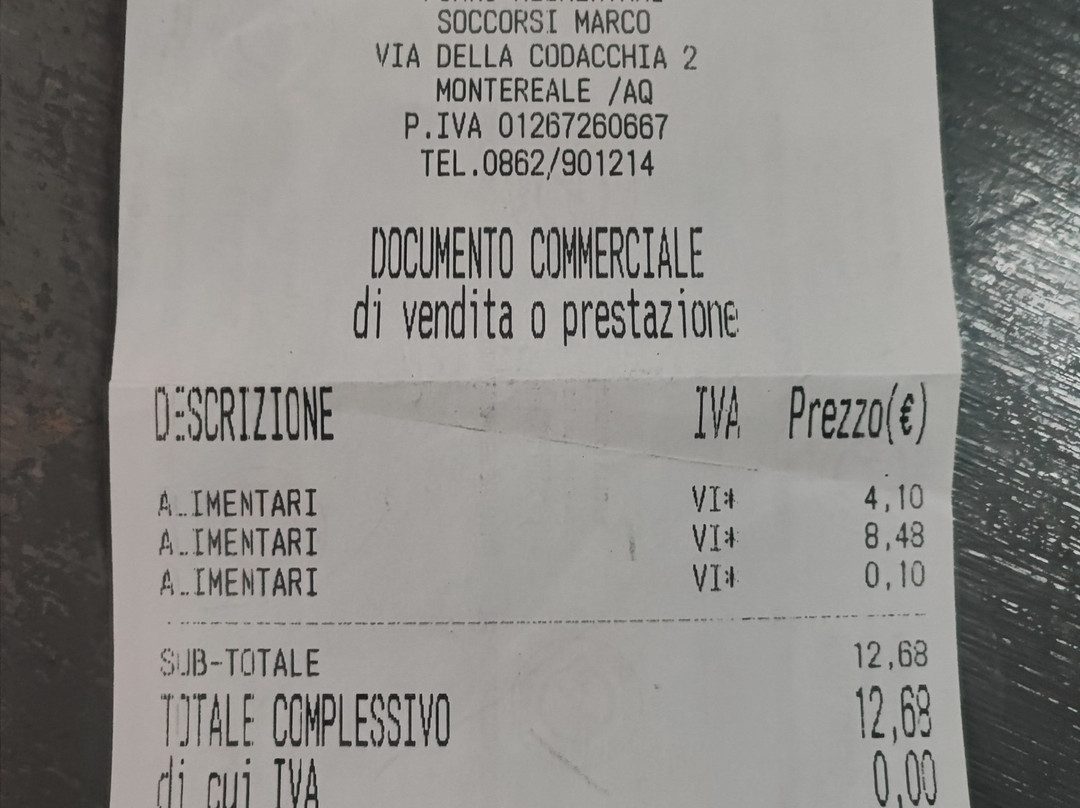 SOCCORSI MARCO
VIA DELLA CODACCHIA 2
MONTEREALE /AQ
P.IVA 01267260667
TEL.0862/901214
DOCUMENTO COMMERCIALE
di vendita o prestazione
DESCRIZIONE IVA Prezzo(€)
ALIMENTARI VI* 4,10
ALIMENTARI VI* 8,48
ALIMENTARI VI* 0,10
SUB-TOTALE 12,68
TOTALE COMPLESSIVO 12,68
di cui IVA 0,00